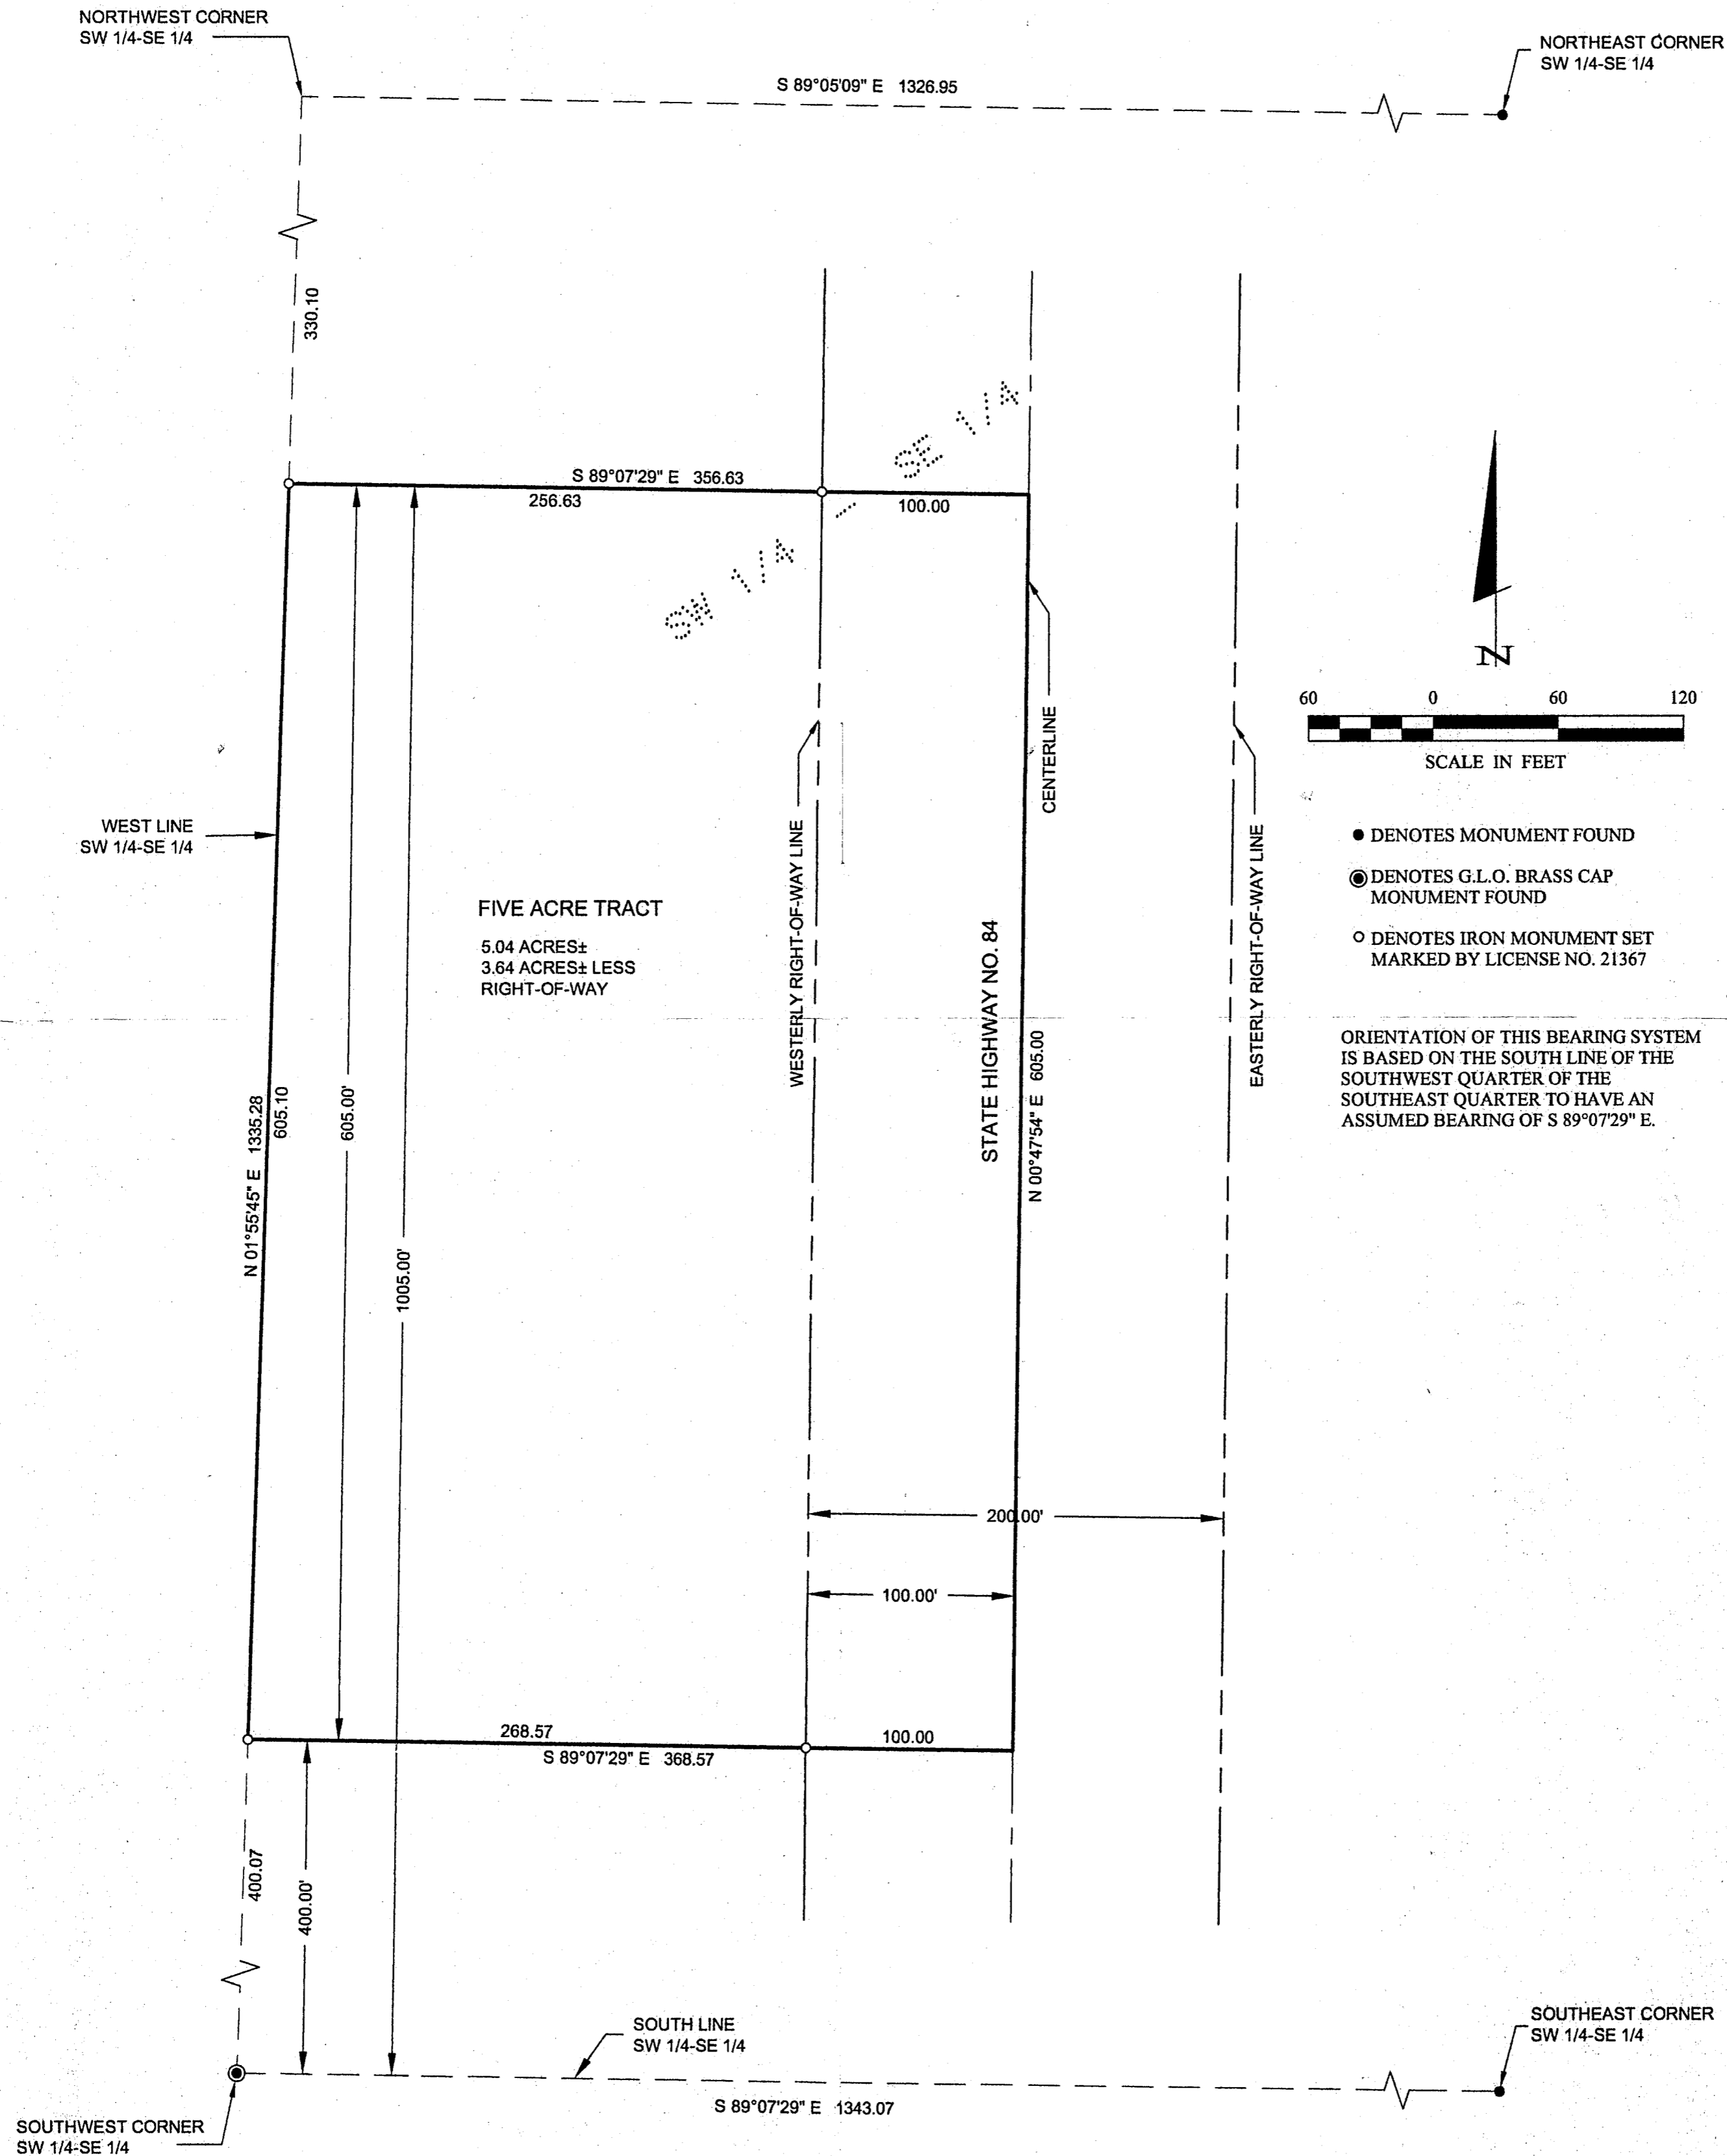 NORTHWEST CORNER
SW 1/4-SE 1/4
NORTHEAST CORNER
SW 1/4-SE 1/4
S 89°05'09" E 1326.95
330.10
SW 1/4 - SE 1/4
S 89°07'29" E 356.63
256.63
100.00
N
60 0 60 120
SCALE IN FEET
CENTERLINE
WEST LINE
SW 1/4-SE 1/4
WESTERLY RIGHT-OF-WAY LINE
EASTERLY RIGHT-OF-WAY LINE
DENOTES MONUMENT FOUND
DENOTES G.L.O. BRASS CAP
MONUMENT FOUND
DENOTES IRON MONUMENT SET
MARKED BY LICENSE NO. 21367
FIVE ACRE TRACT
5.04 ACRES±
3.64 ACRES± LESS
RIGHT-OF-WAY
STATE HIGHWAY NO. 84
N 00°47'54" E 605.00
ORIENTATION OF THIS BEARING SYSTEM
IS BASED ON THE SOUTH LINE OF THE
SOUTHWEST QUARTER OF THE
SOUTHEAST QUARTER TO HAVE AN
ASSUMED BEARING OF S 89°07'29" E.
N 01°55'45" E 1335.28
605.10
605.00'
1005.00'
200.00'
100.00'
268.57
100.00
S 89°07'29" E 368.57
400.07
400.00'
SOUTH LINE
SW 1/4-SE 1/4
SOUTHEAST CORNER
SW 1/4-SE 1/4
S 89°07'29" E 1343.07
SOUTHWEST CORNER
SW 1/4-SE 1/4